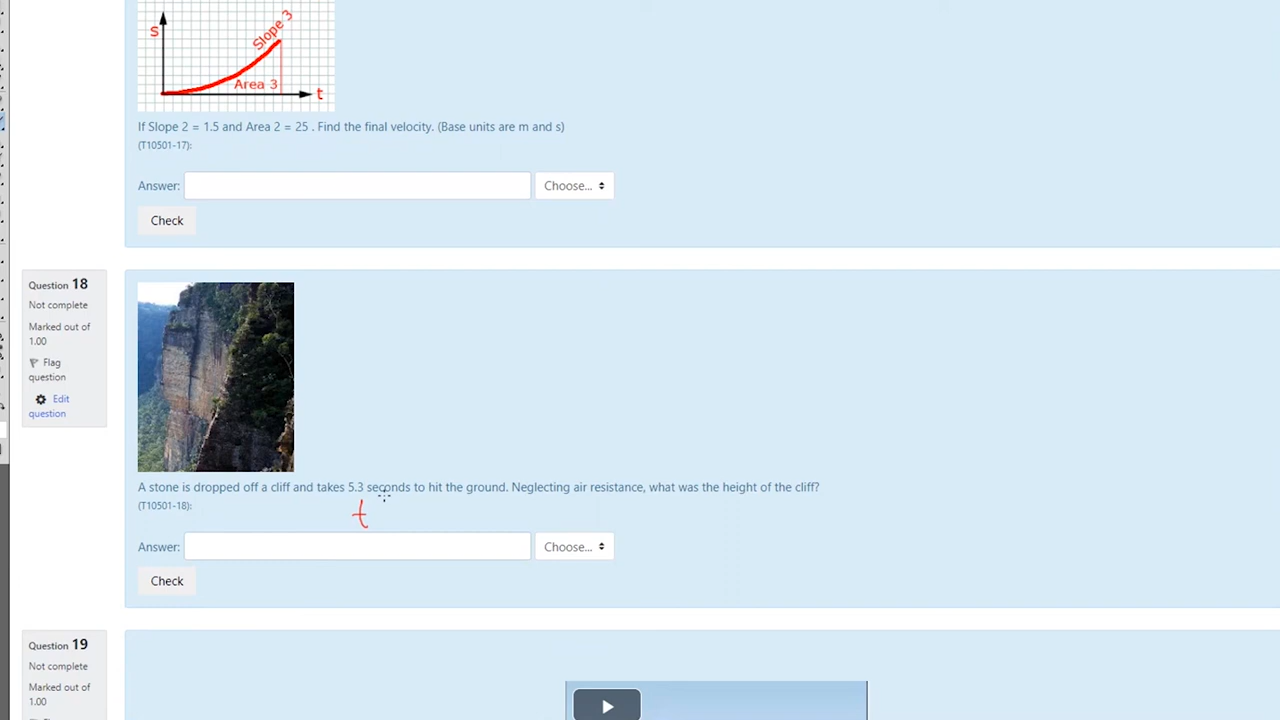 s
Slope 3
Area 3
t
If Slope 2 = 1.5 and Area 2 = 25 . Find the final velocity. (Base units are m and s)
(T10501-17):
Answer:
Choose...
Check
Question 18
Not complete
Marked out of
1.00
Flag
question
Edit
question
A stone is dropped off a cliff and takes 5.3 seconds to hit the ground. Neglecting air resistance, what was the height of the cliff?
(T10501-18):
t
Answer:
Choose...
Check
Question 19
Not complete
Marked out of
1.00